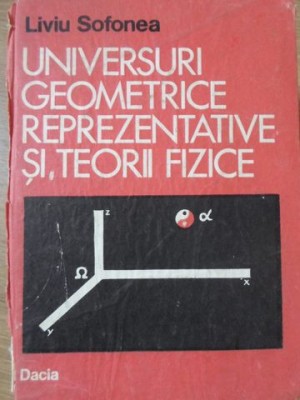 Liviu Sofonea
UNIVERSURI
GEOMETRICE
REPREZENTATIVE
ȘI, TEORII FIZICE
z
α
Ω
x
y
Dacia